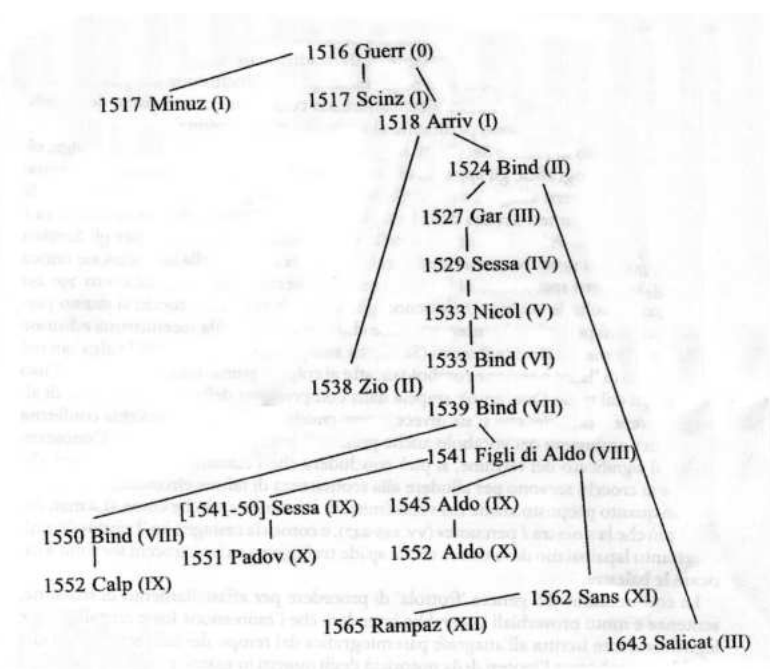 1516 Guerr (0)
1517 Minuz (I)
1517 Scinz (I)
1518 Arriv (I)
1524 Bind (II)
1527 Gar (III)
1529 Sessa (IV)
1533 Nicol (V)
1533 Bind (VI)
1538 Zio (II)
1539 Bind (VII)
1541 Figli di Aldo (VIII)
[1541-50] Sessa (IX)
1545 Aldo (IX)
1550 Bind (VIII)
1551 Padov (X)
1552 Aldo (X)
1552 Calp (IX)
1562 Sans (XI)
1565 Rampaz (XII)
1643 Salicat (III)